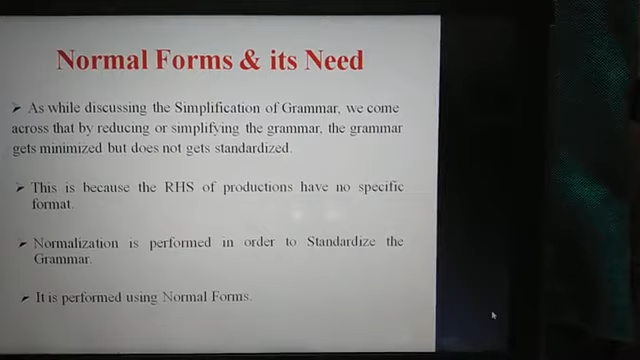 Normal Forms & its Need
➤ As while discussing the Simplification of Grammar, we come
across that by reducing or simplifying the grammar, the grammar
gets minimized but does not gets standardized.
➤ This is because the RHS of productions have no specific
format.
➤ Normalization is performed in order to Standardize the
Grammar.
➤ It is performed using Normal Forms.